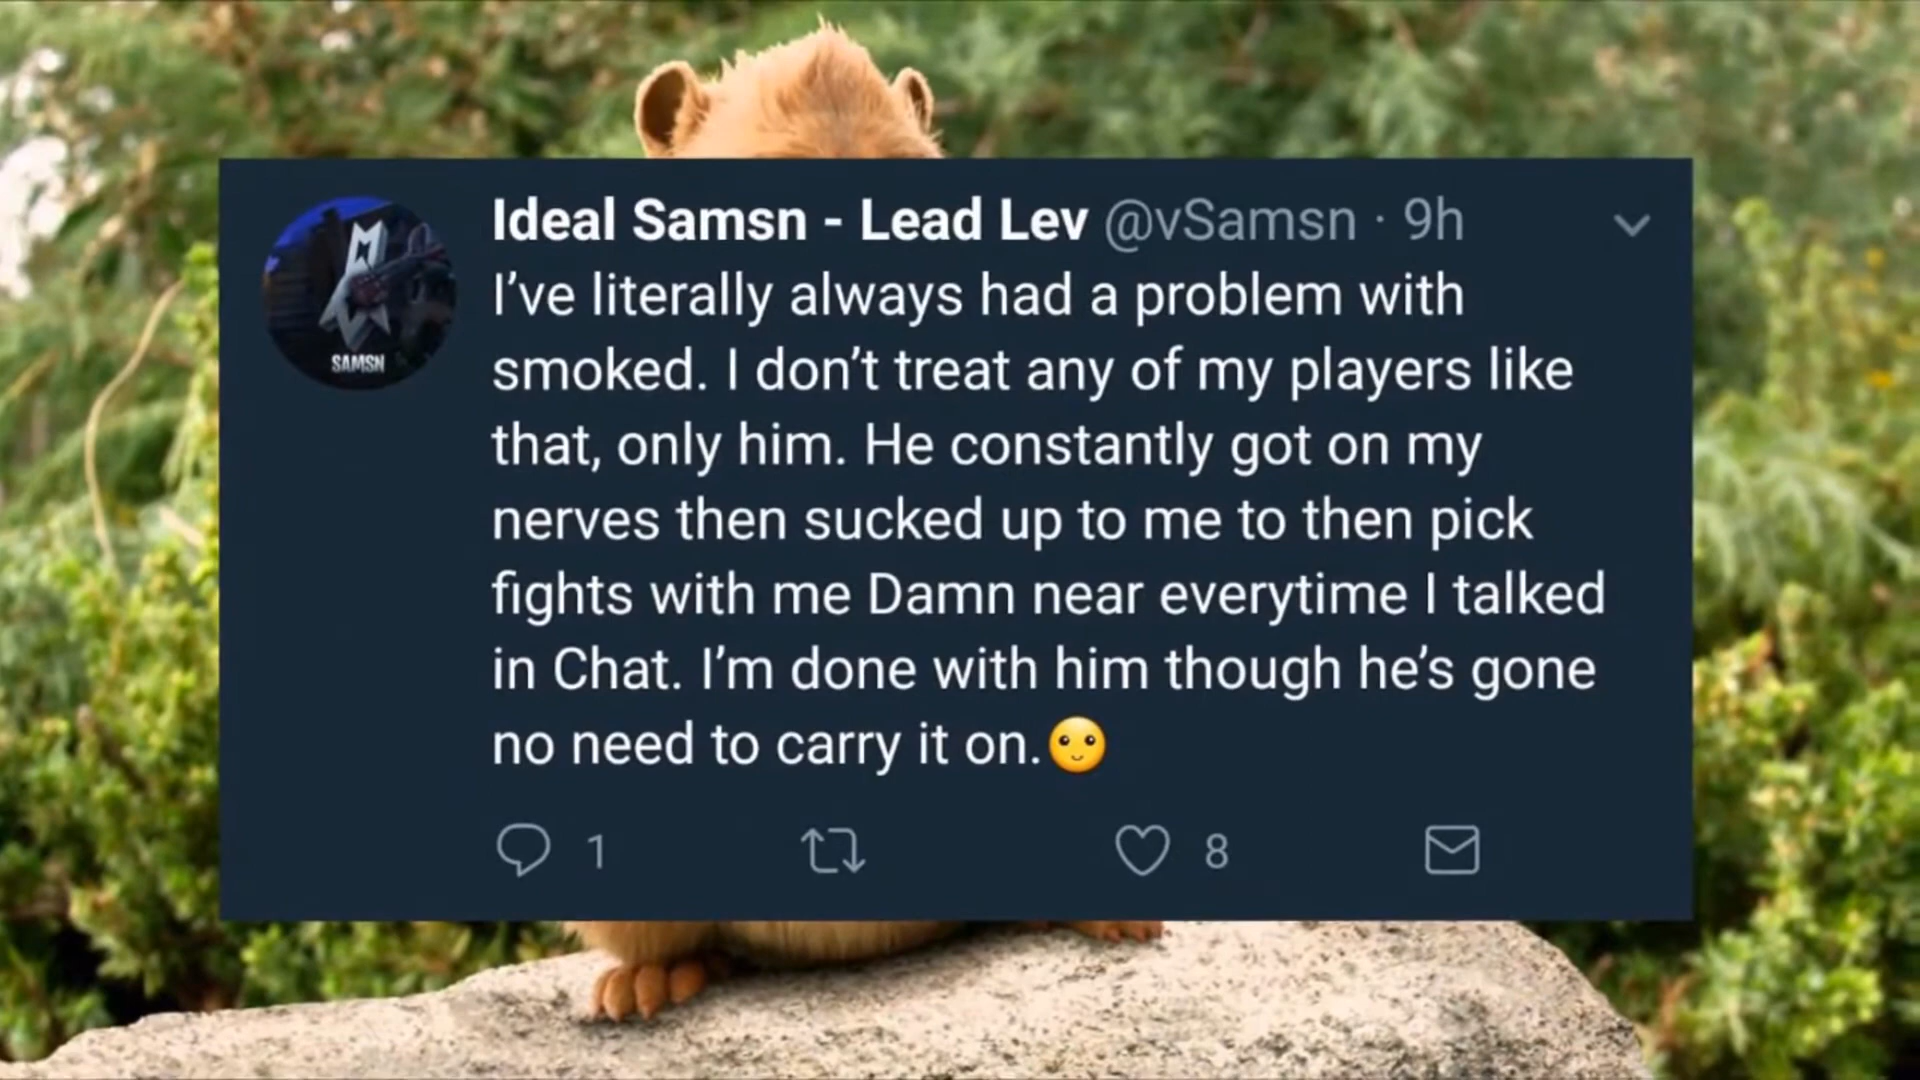 Ideal Samsn - Lead Lev @vSamsn · 9h
SAMSN
I've literally always had a problem with
smoked. I don't treat any of my players like
that, only him. He constantly got on my
nerves then sucked up to me to then pick
fights with me Damn near everytime I talked
in Chat. I'm done with him though he's gone
no need to carry it on.🙂
1
8